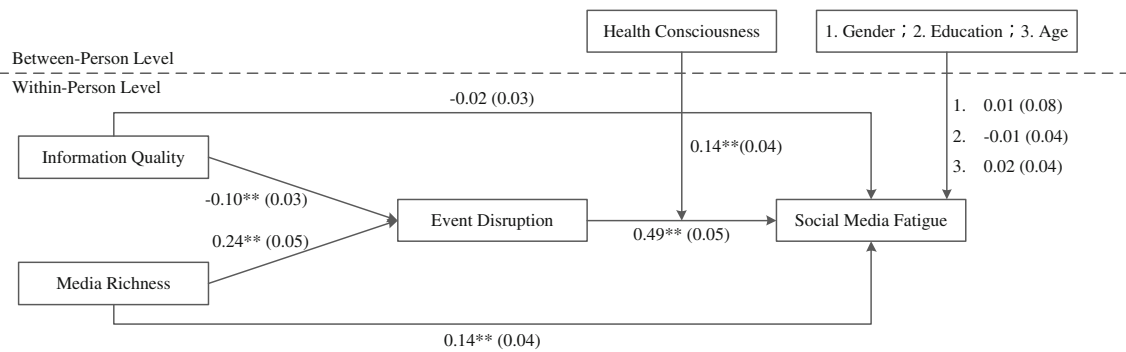 Health Consciousness
1. Gender；2. Education；3. Age
Between-Person Level
Within-Person Level
-0.02 (0.03)
1. 0.01 (0.08)
2. -0.01 (0.04)
3. 0.02 (0.04)
Information Quality
0.14**(0.04)
-0.10** (0.03)
Event Disruption
Social Media Fatigue
0.49** (0.05)
0.24** (0.05)
Media Richness
0.14** (0.04)